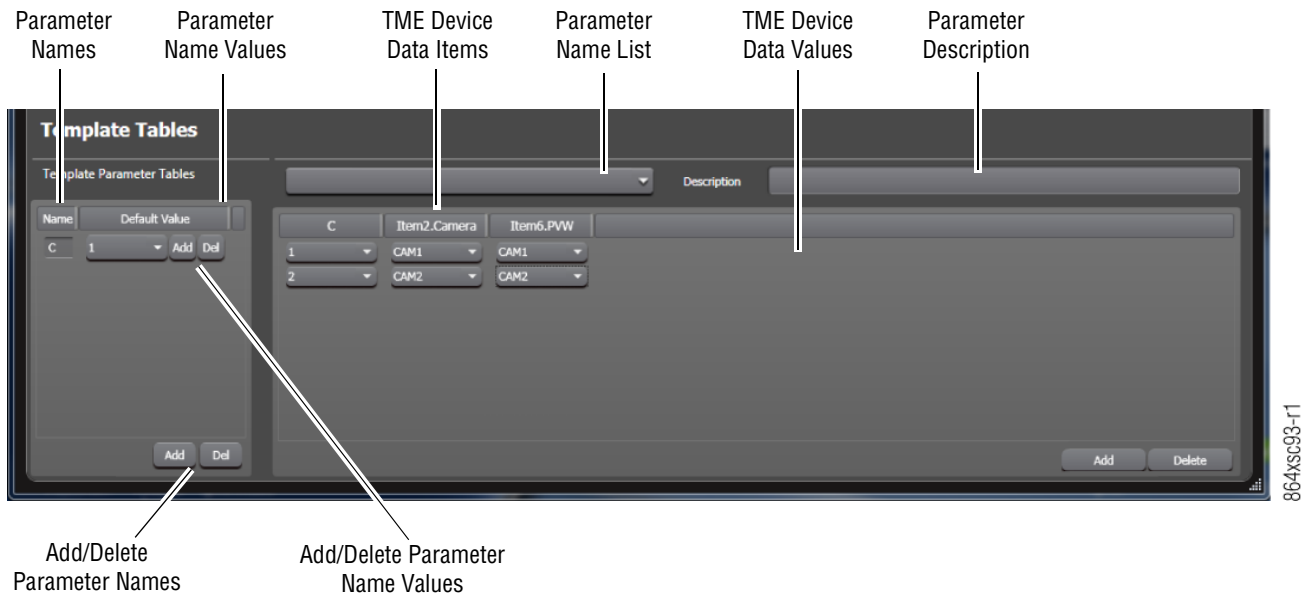 Parameter Names
Parameter Name Values
TME Device Data Items
Parameter Name List
TME Device Data Values
Parameter Description
Template Tables
Template Parameter Tables
Description
Name Default Value
C 1 Add Del
C Item2.Camera Item6.PVW
1 CAM1 CAM1
2 CAM2 CAM2
Add Del
Add Delete
864xsc93-r1
Add/Delete Parameter Names
Add/Delete Parameter Name Values